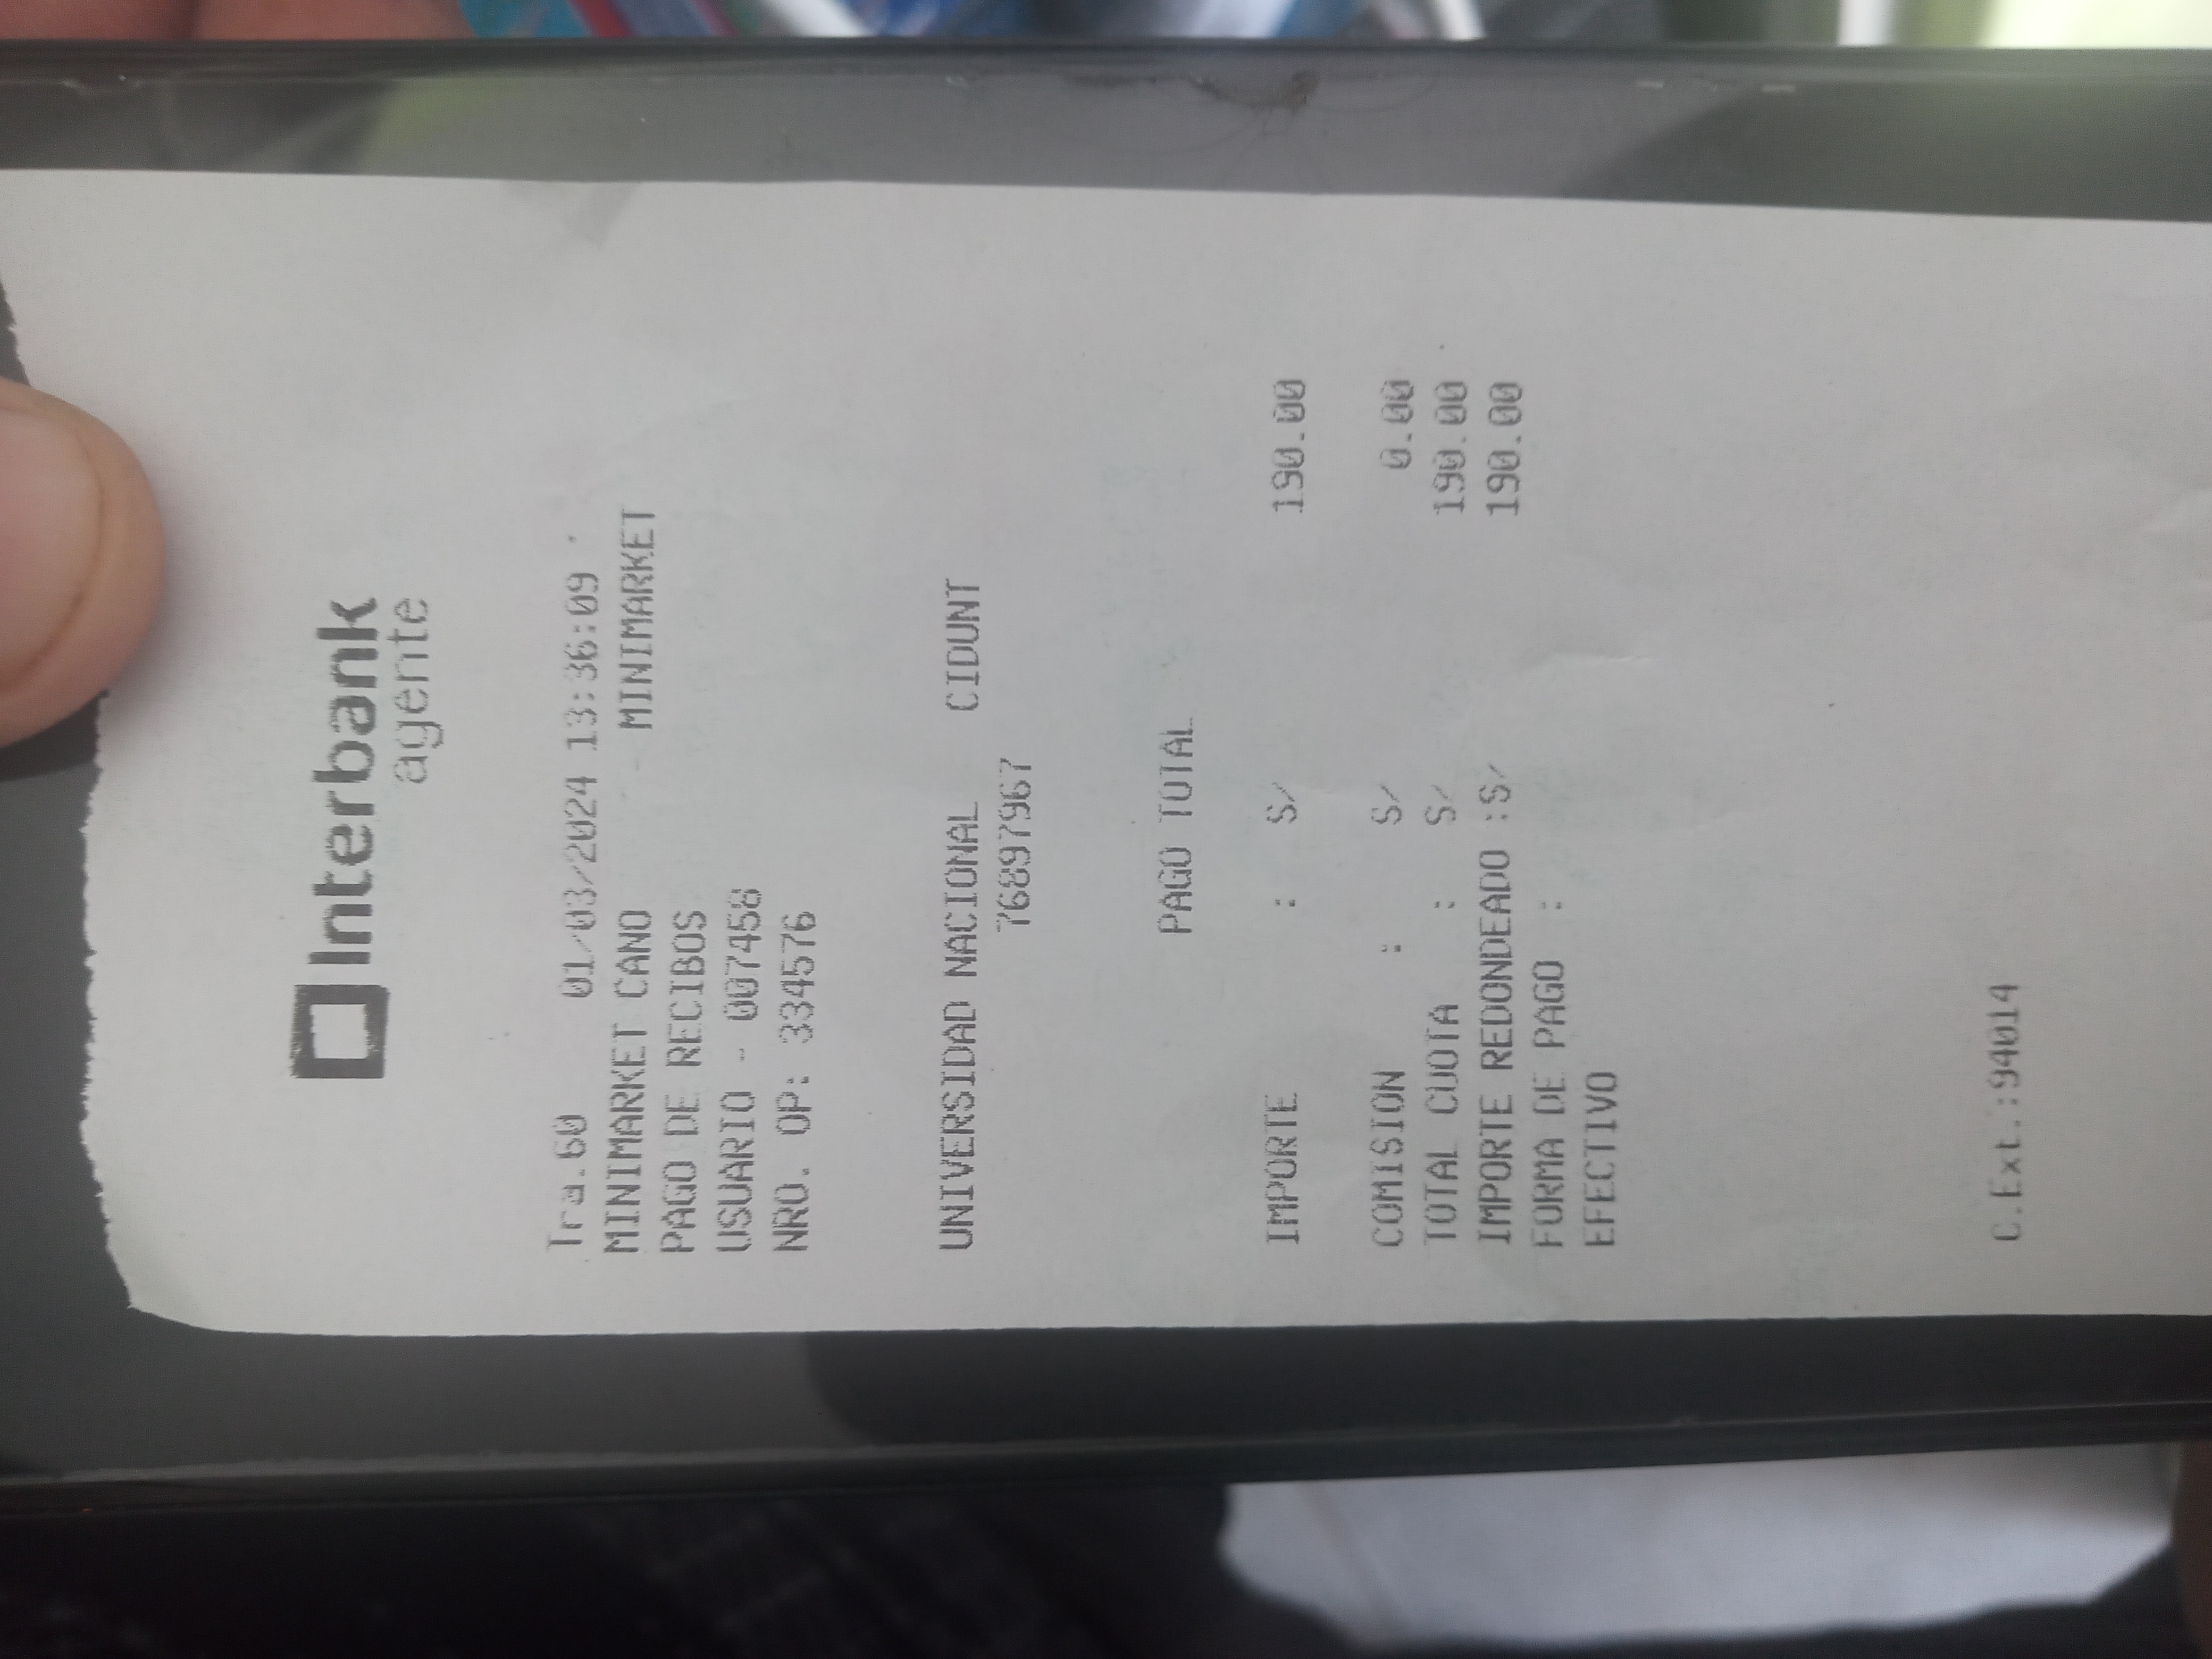 Interbank
agente
Tra.60 01/03/2024 13:36:09
MINIMARKET CANO - MINIMARKET
PAGO DE RECIBOS
USUARIO - 007458
NRO. OP: 334576
UNIVERSIDAD NACIONAL CIDUNT
76897967
PAGO TOTAL
IMPORTE : S/ 190.00
COMISION : S/ 0.00
TOTAL CUOTA : S/ 190.00
IMPORTE REDONDEADO :S/ 190.00
FORMA DE PAGO :
EFECTIVO
C.Ext.:94014